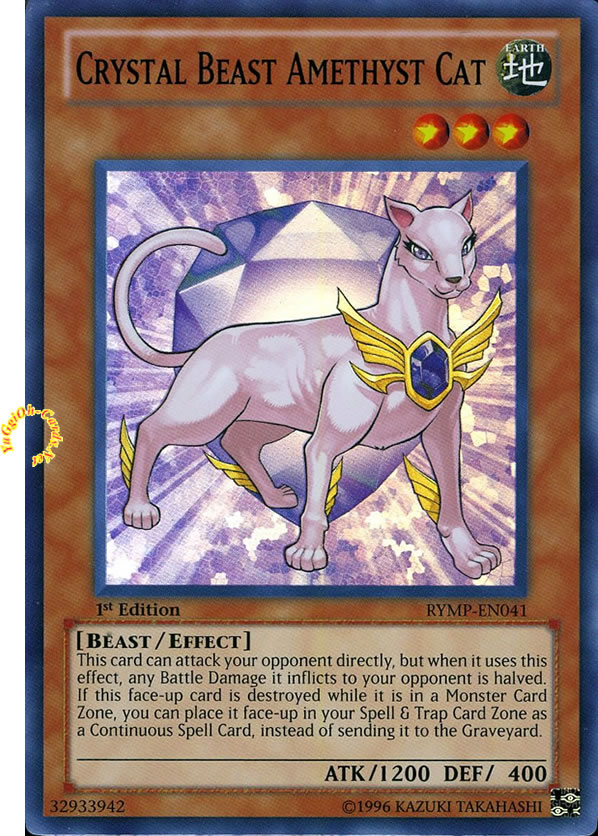 CRYSTAL BEAST AMETHYST CAT
EARTH
地
YuGgiOh-Cards.Net
1st Edition
RYMP-EN041
[BEAST / EFFECT]
This card can attack your opponent directly, but when it uses this
effect, any Battle Damage it inflicts to your opponent is halved.
If this face-up card is destroyed while it is in a Monster Card
Zone, you can place it face-up in your Spell & Trap Card Zone as
a Continuous Spell Card, instead of sending it to the Graveyard.
ATK/1200 DEF/ 400
32933942
©1996 KAZUKI TAKAHASHI